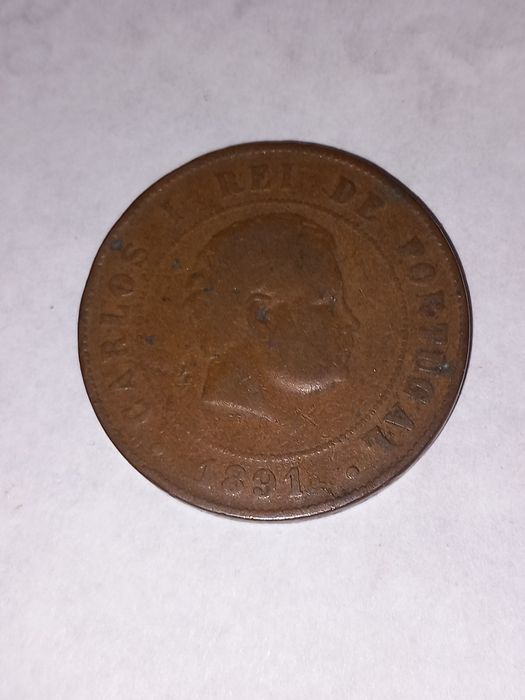 CARLOS I REI DE PORTUGAL
1891